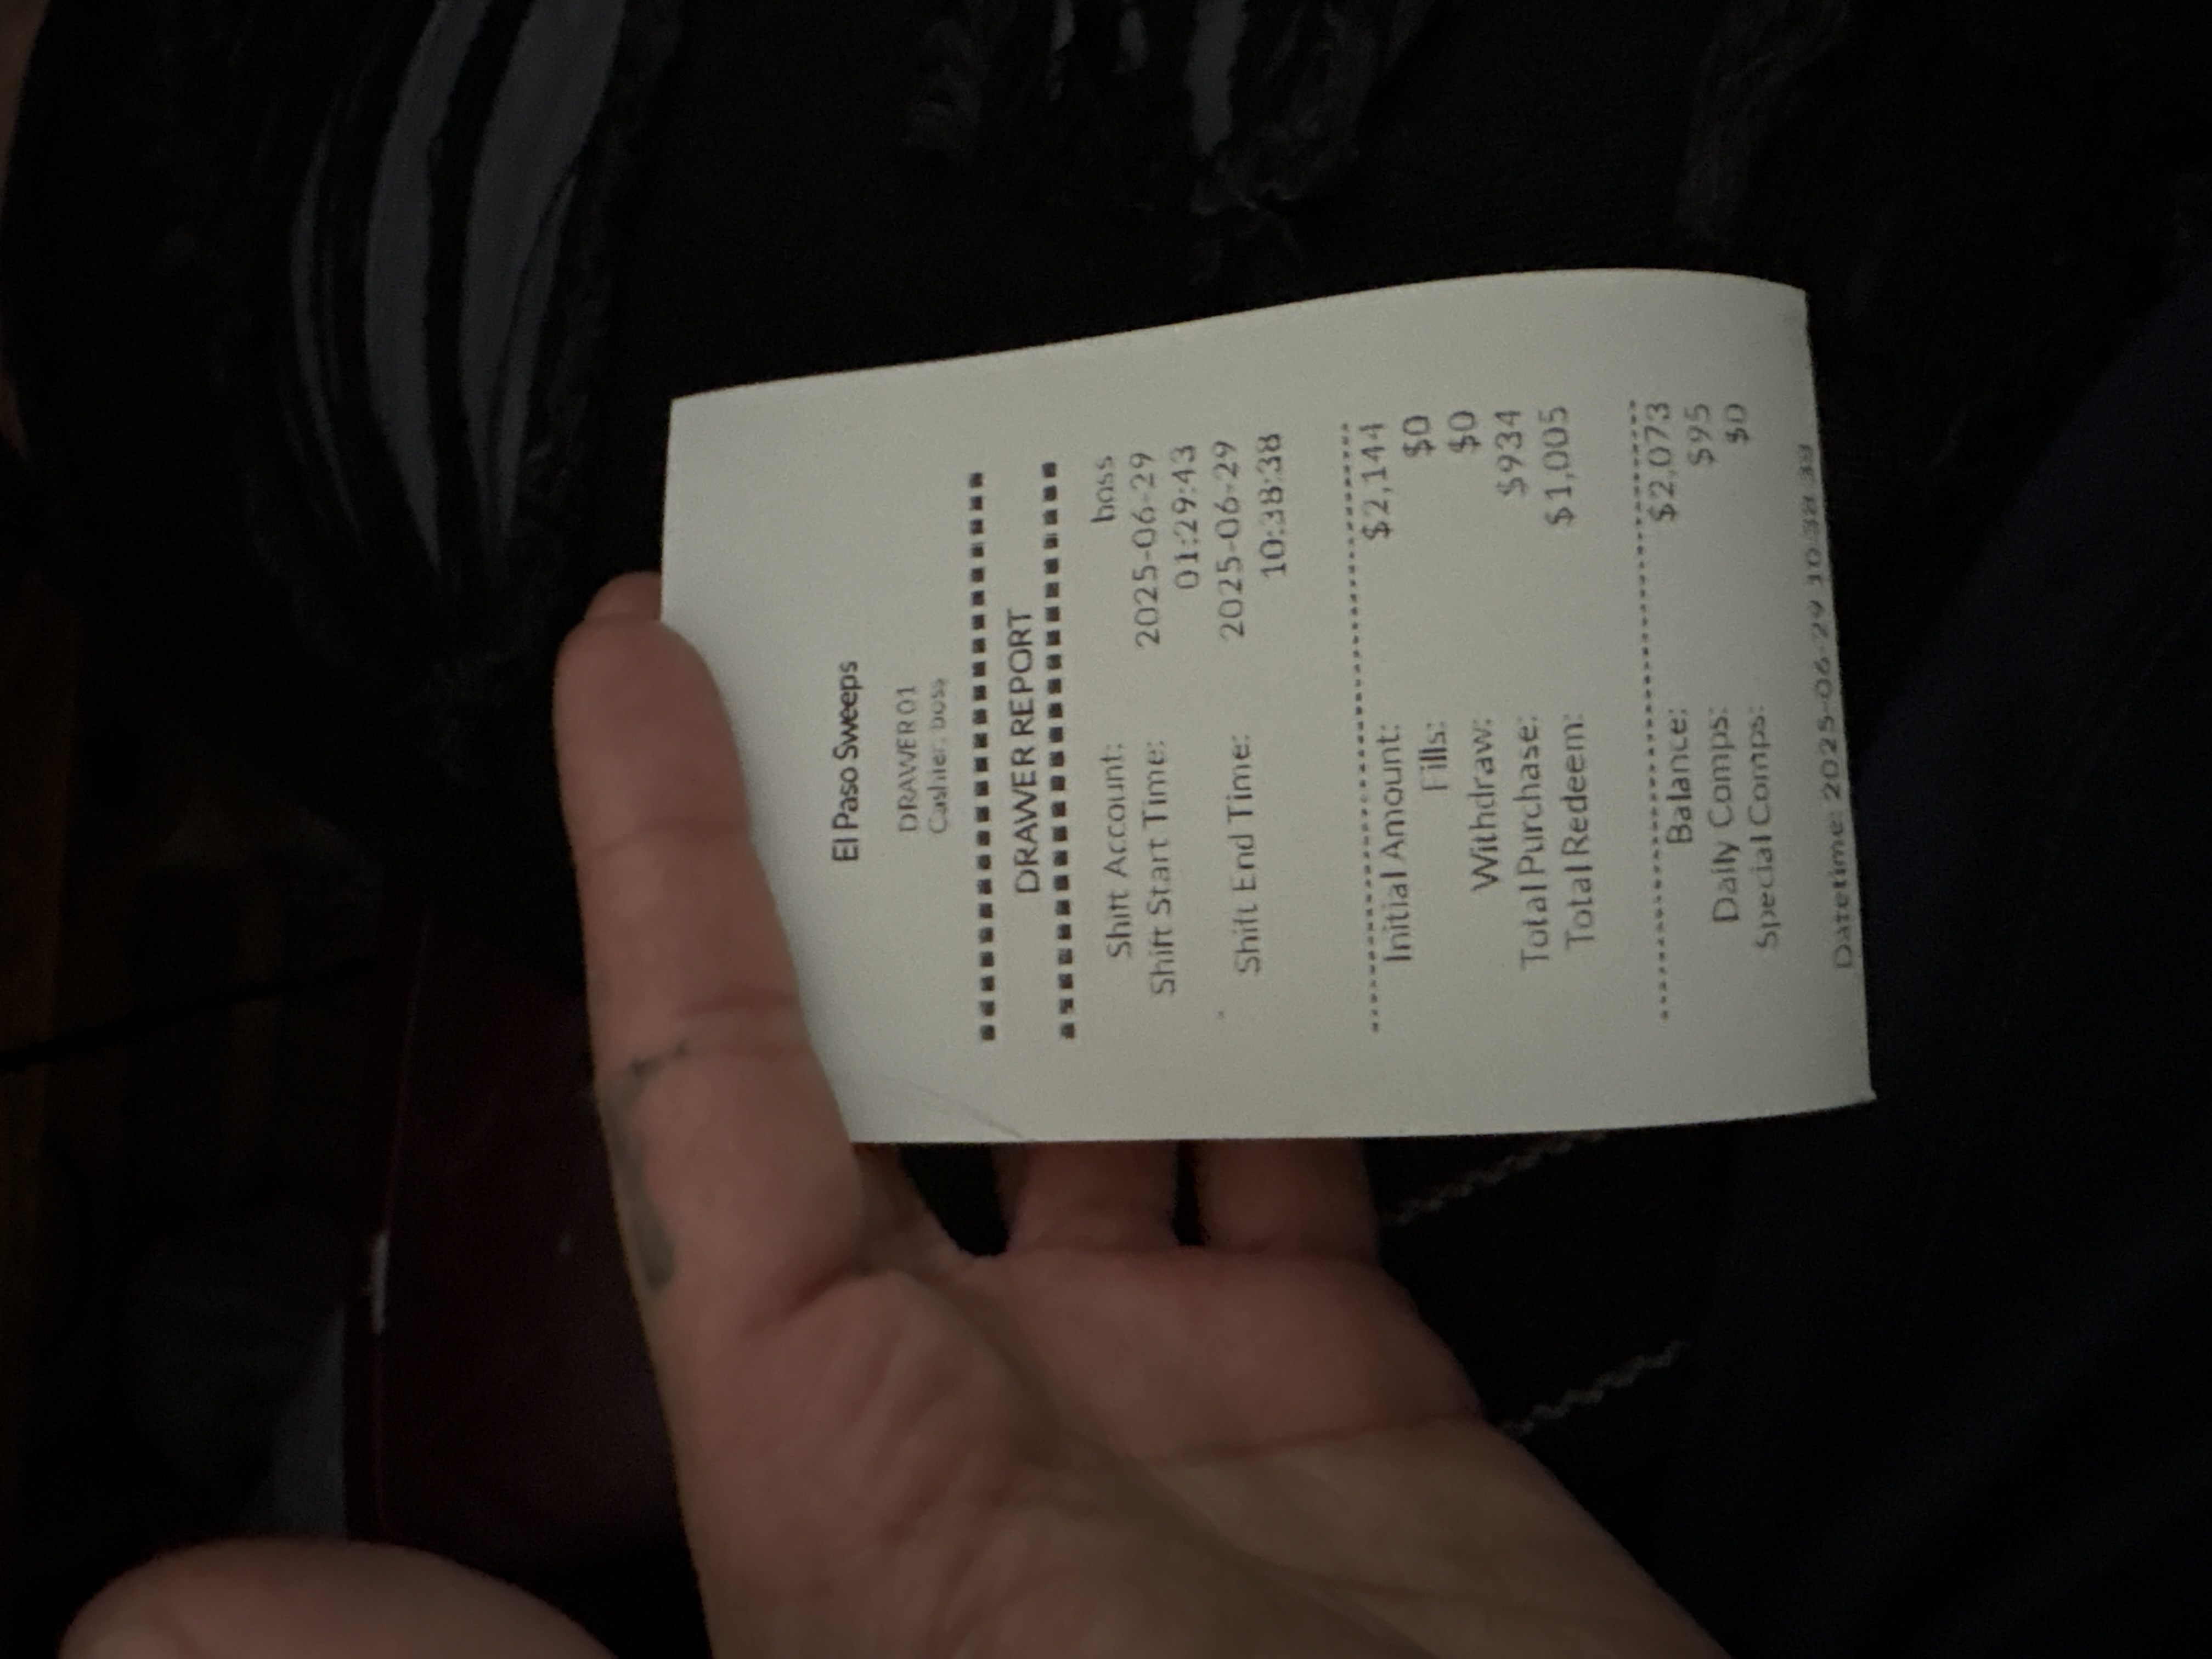 El Paso Sweeps
DRAWER 01
Cashier: boss
DRAWER REPORT
Shift Account: boss
Shift Start Time: 2025-06-29
01:29:43
Shift End Time: 2025-06-29
10:38:38
Initial Amount: $2,144
Fills: $0
Withdraw: $0
Total Purchase: $934
Total Redeem: $1,005
Balance: $2,073
Daily Comps: $95
Special Comps: $0
Datetime: 2025-06-29 10:38:39